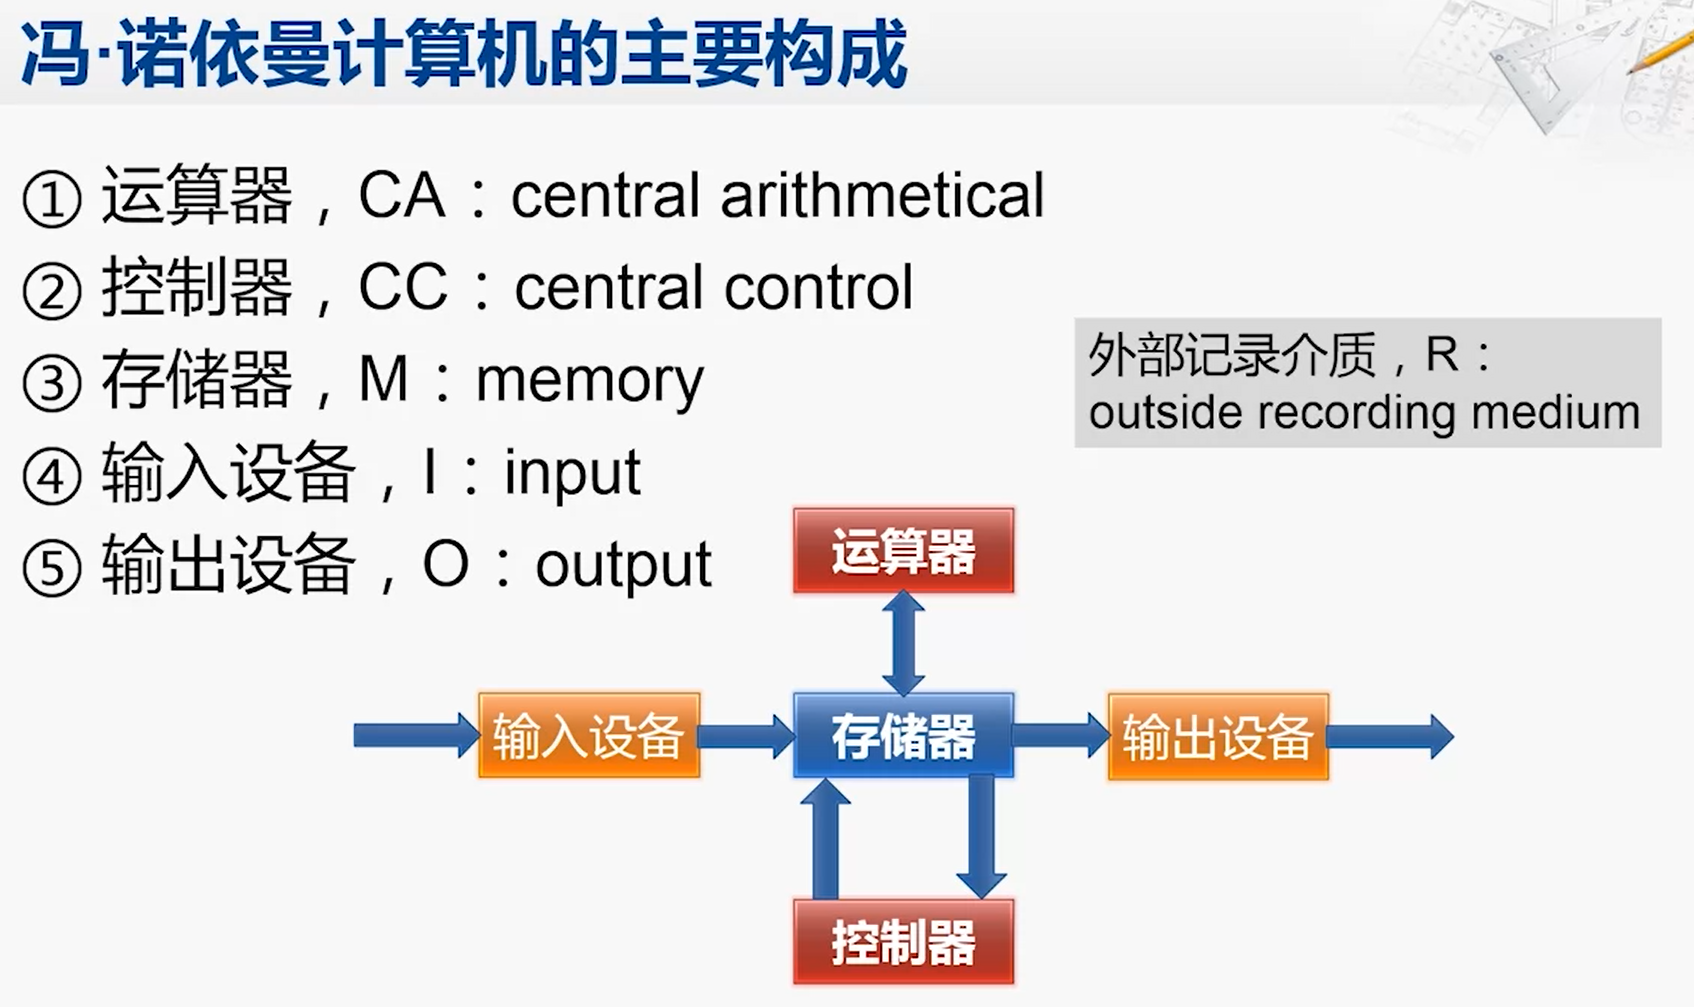 冯·诺依曼计算机的主要构成
① 运算器，CA：central arithmetical
② 控制器，CC：central control
③ 存储器，M：memory
④ 输入设备，I：input
⑤ 输出设备，O：output
外部记录介质，R：
outside recording medium
运算器
输入设备
存储器
输出设备
控制器